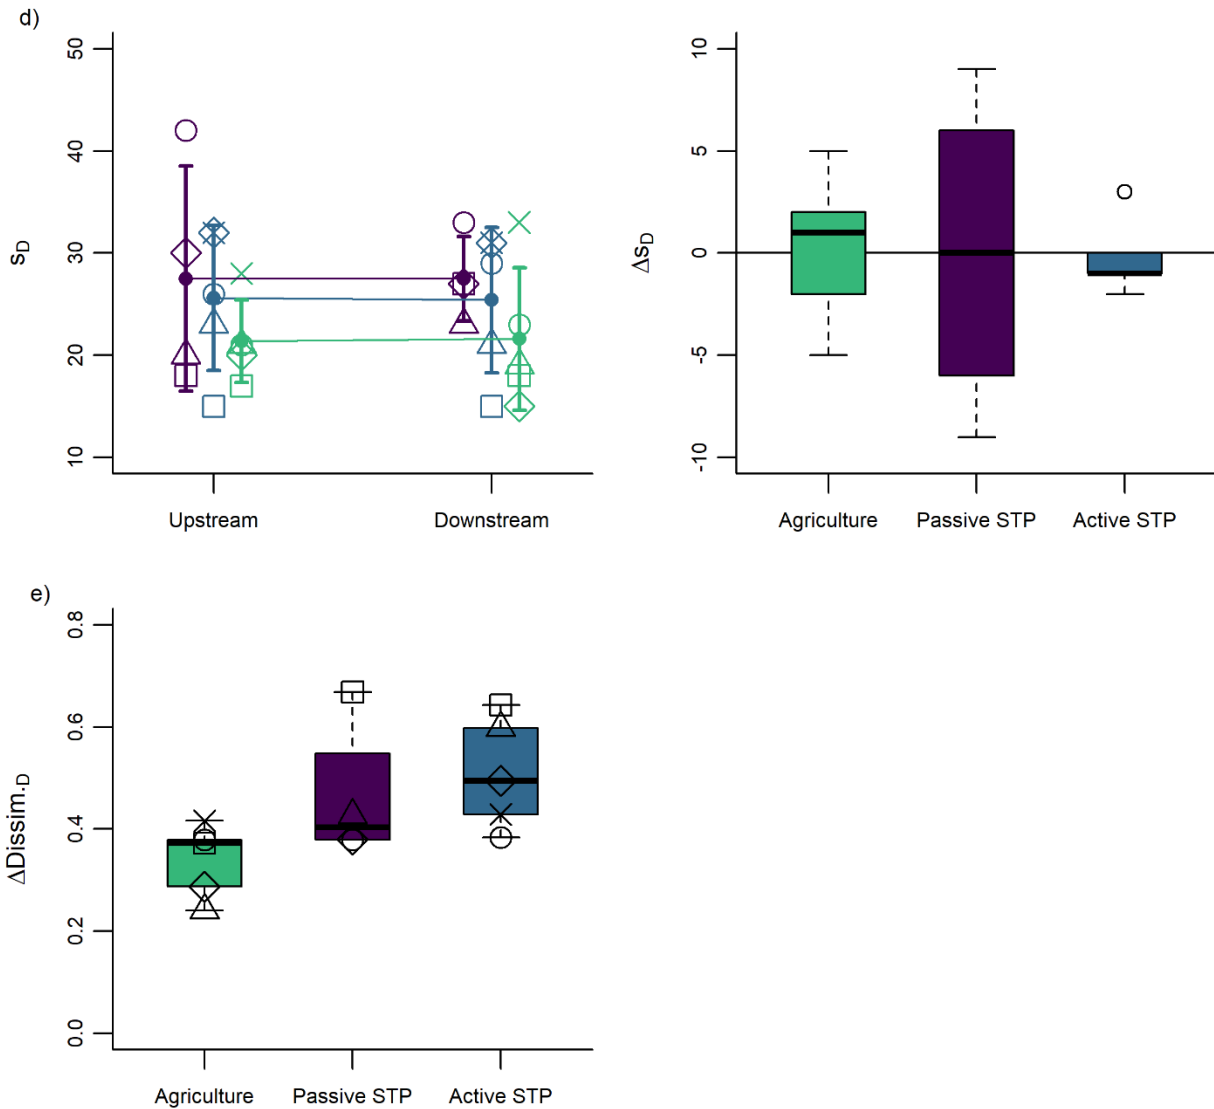 d)
50
40
30
20
10
sD
Upstream Downstream
10
5
0
-5
-10
ΔsD
Agriculture Passive STP Active STP
e)
0.8
0.6
0.4
0.2
0.0
ΔDissim.D
Agriculture Passive STP Active STP